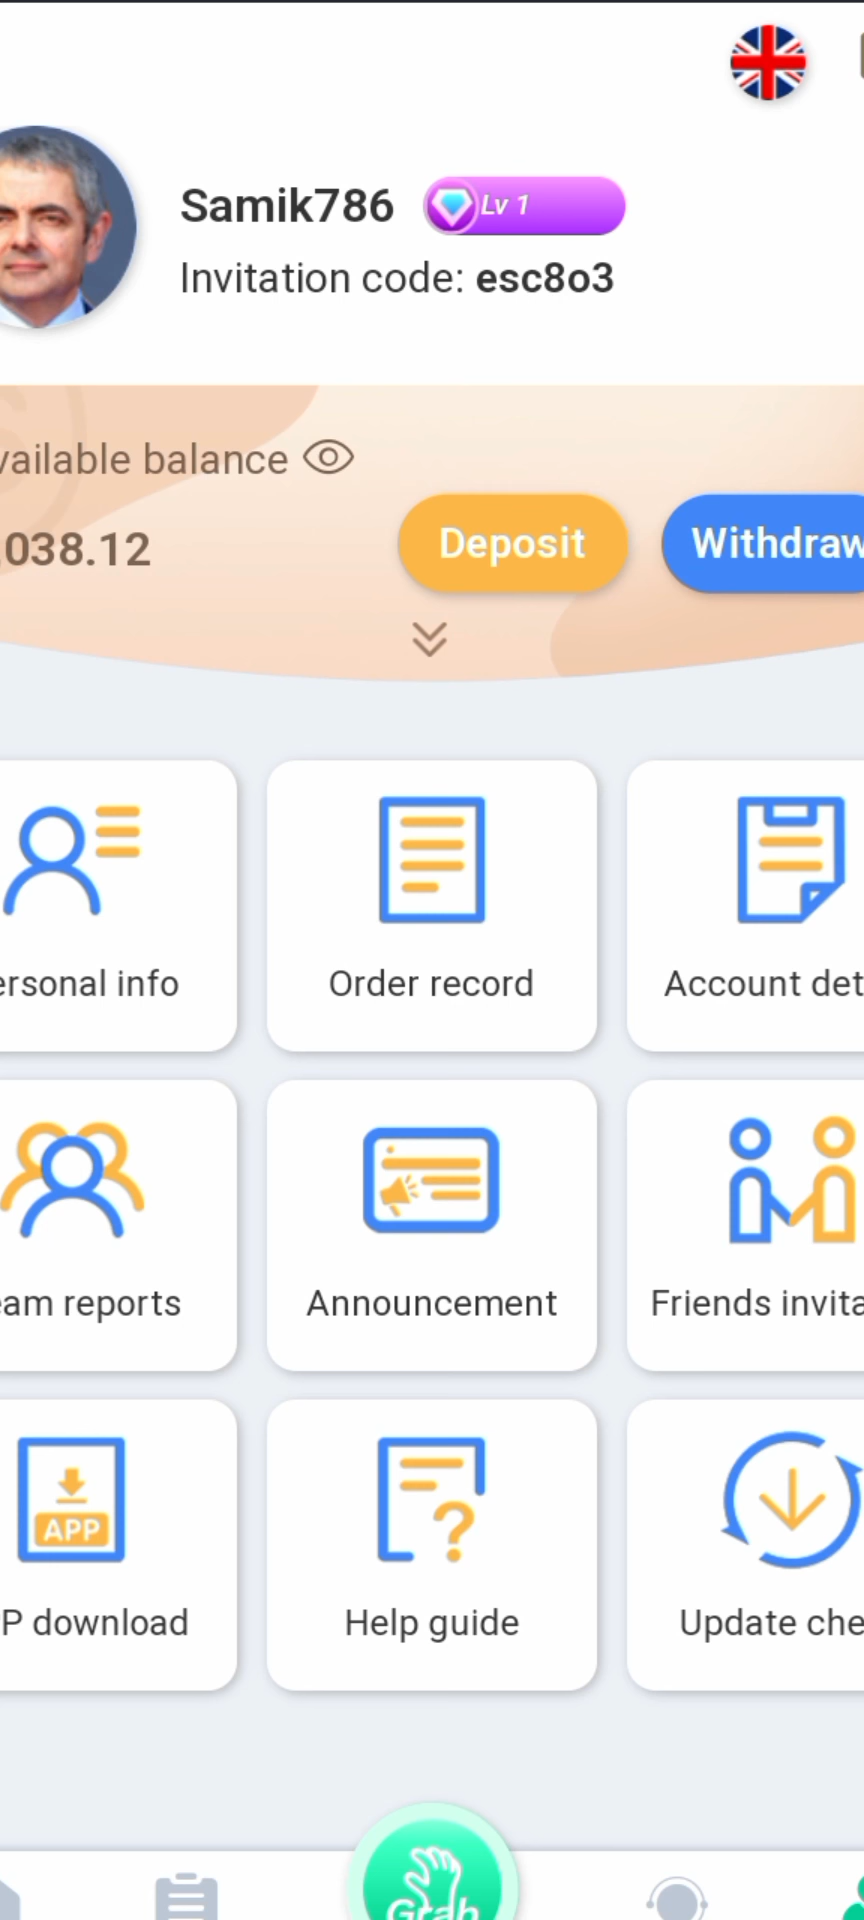 Samik786 Lv 1
Invitation code: esc8o3
vailable balance
038.12
Deposit
Withdraw
ersonal info
Order record
Account det
eam reports
Announcement
Friends invita
APP
P download
Help guide
Update che
Grab